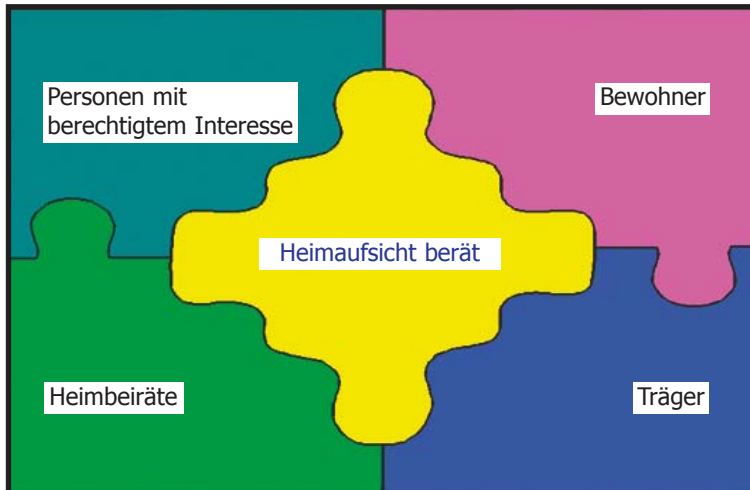 Personen mit
berechtigtem Interesse
Bewohner
Heimaufsicht berät
Heimbeiräte
Träger